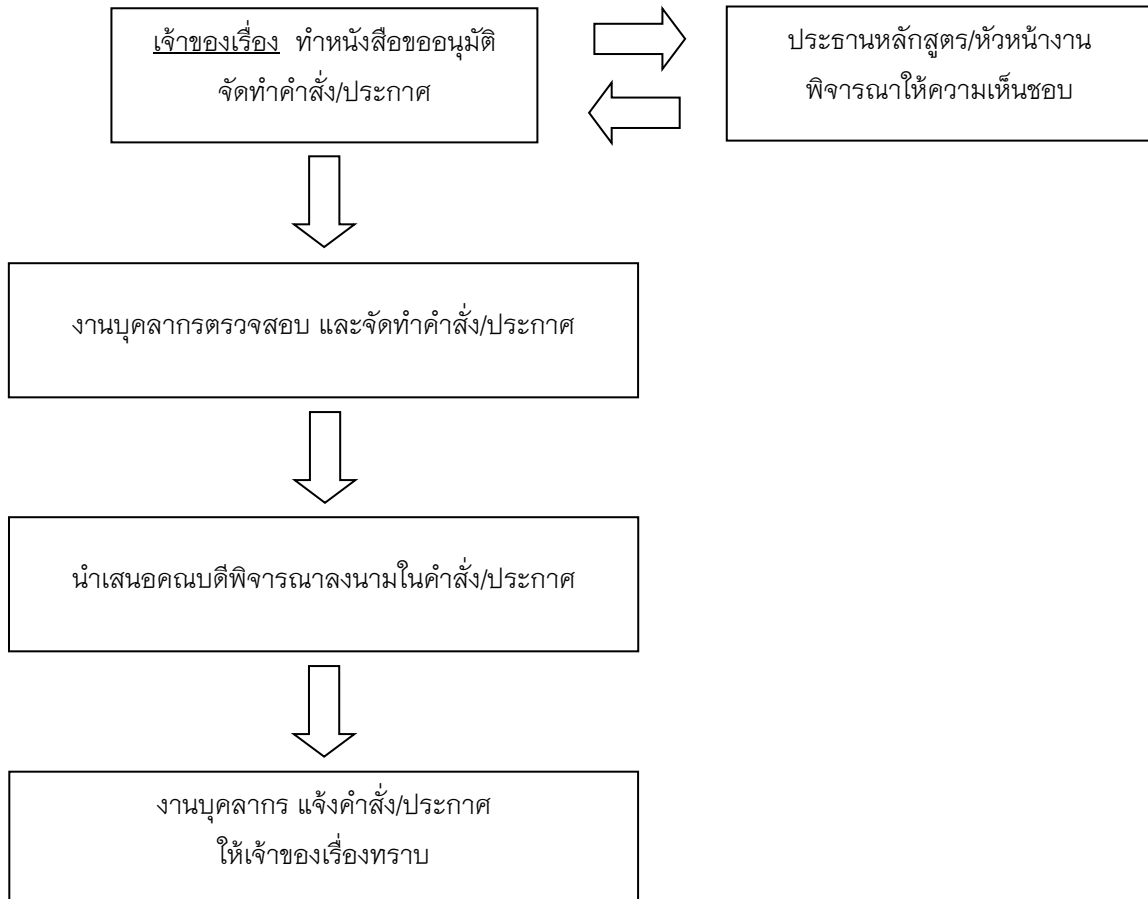 เจ้าของเรื่อง ทำหนังสือขออนุมัติ
จัดทำคำสั่ง/ประกาศ
ประธานหลักสูตร/หัวหน้างาน
พิจารณาให้ความเห็นชอบ
งานบุคลากรตรวจสอบ และจัดทำคำสั่ง/ประกาศ
นำเสนอคณบดีพิจารณาลงนามในคำสั่ง/ประกาศ
งานบุคลากร แจ้งคำสั่ง/ประกาศ
ให้เจ้าของเรื่องทราบ